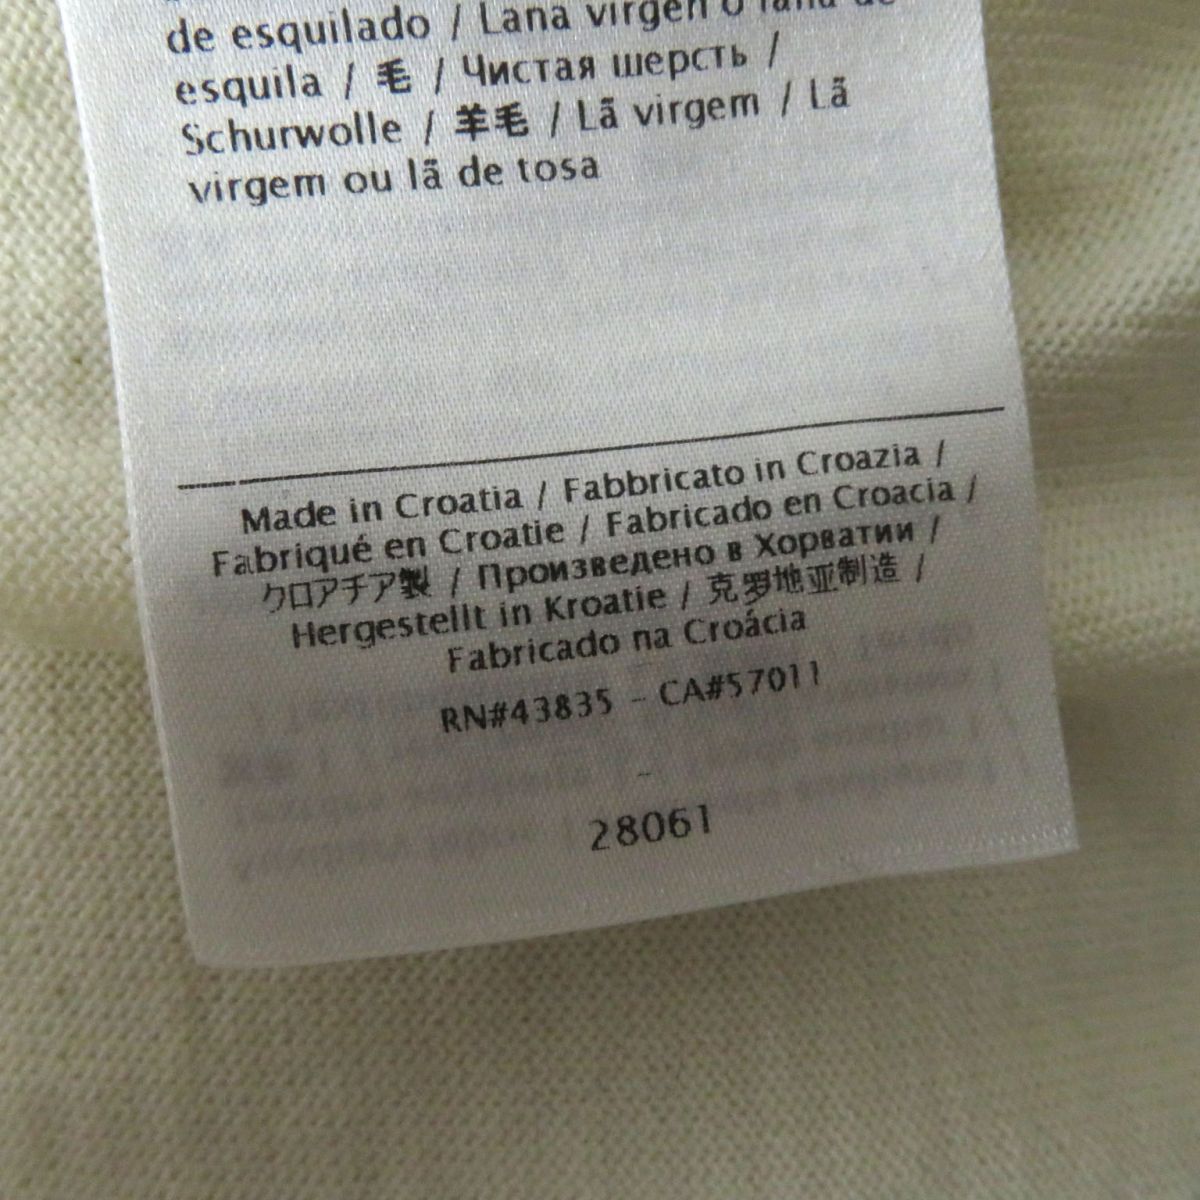 de esquilado / Lana virgen o lana de
esquila / 毛 / Чистая шерсть /
Schurwolle / 羊毛 / Lã virgem / Lã
virgem ou lã de tosa
Made in Croatia / Fabbricato in Croazia /
Fabriqué en Croatie / Fabricado en Croacia /
クロアチア製 / Произведено в Хорватии /
Hergestellt in Kroatie / 克罗地亚制造 /
Fabricado na Croácia
RN#43835 - CA#57011
-
28061